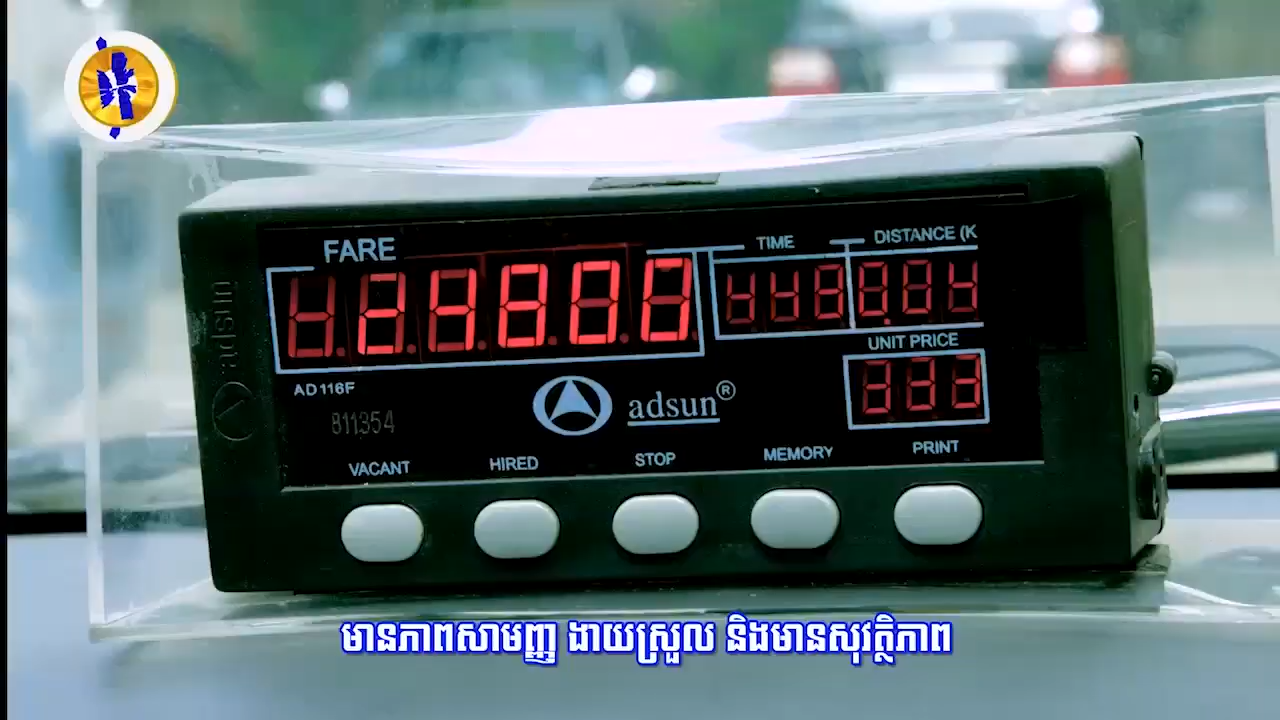 FARE
TIME
DISTANCE (K
UNIT PRICE
adsun
AD116F
811354
adsun®
VACANT
HIRED
STOP
MEMORY
PRINT
មានភាពសាមញ្ញ ងាយស្រួល និងមានសុវត្ថិភាព